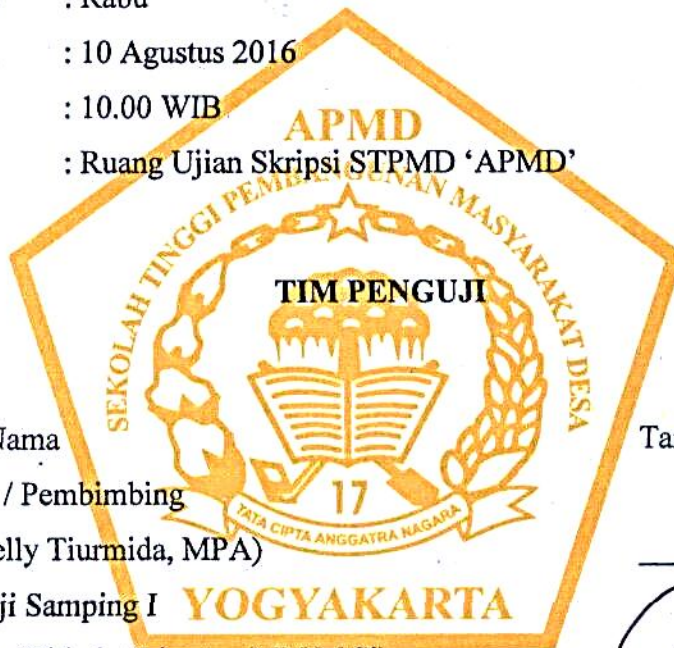 : Rabu
: 10 Agustus 2016
: 10.00 WIB
: Ruang Ujian Skripsi STPMD ‘APMD’
APMD
SEKOLAH TINGGI PEMBANGUNAN MASYARAKAT DESA
TIM PENGUJI
Nama
/ Pembimbing
elly Tiurmida, MPA)
ji Samping I
17
TATA CIPTA ANGGATRA NAGARA
YOGYAKARTA